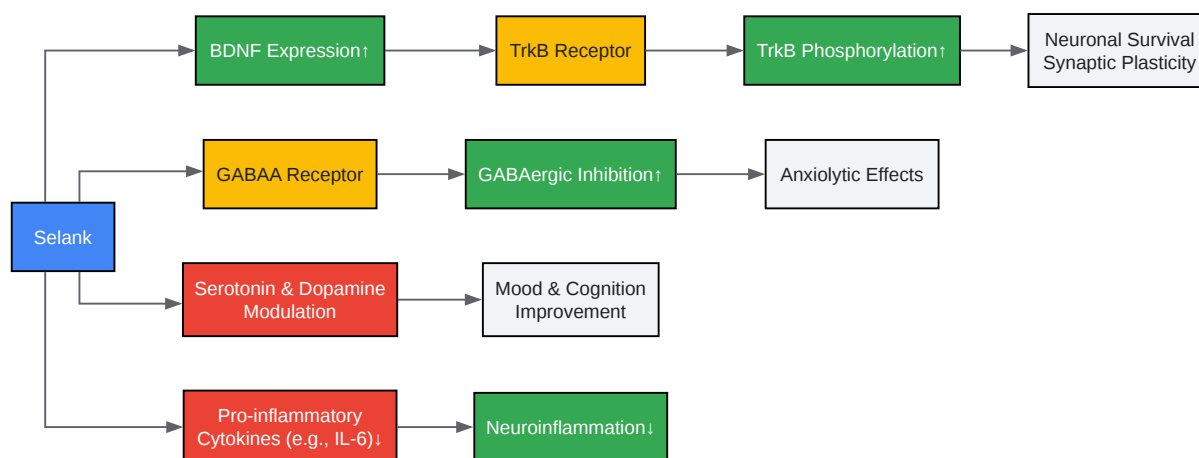 BDNF Expression↑
TrkB Receptor
TrkB Phosphorylation↑
Neuronal Survival
Synaptic Plasticity
GABAA Receptor
GABAergic Inhibition↑
Anxiolytic Effects
Selank
Serotonin & Dopamine
Modulation
Mood & Cognition
Improvement
Pro-inflammatory
Cytokines (e.g., IL-6)↓
Neuroinflammation↓